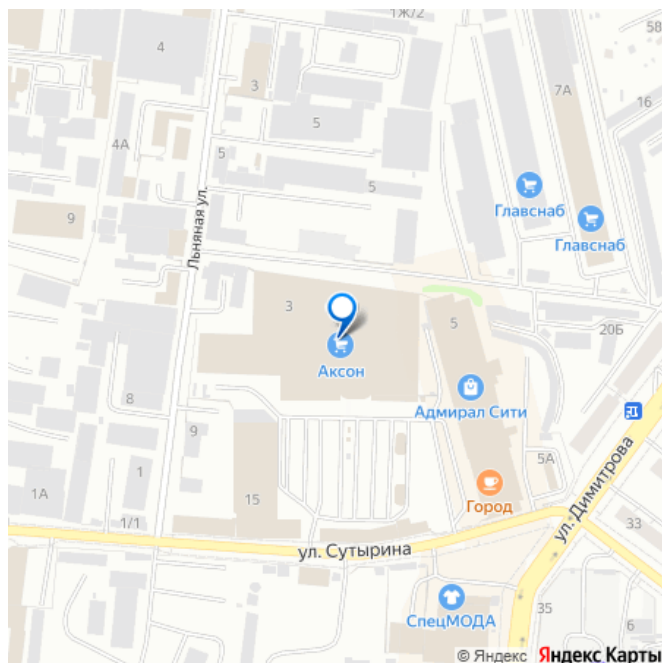 1Ж/2
58
4
3
7А
16
5
4А
5
5
Главснаб
9
Льняная ул.
Главснаб
3
5
20Б
Аксон
Адмирал Сити
8
9
5А
ул. Димитрова
1
1А
15
Город
1/1
33
ул. Сутырина
СпецМОДА
35
6
© Яндекс Яндекс Карты